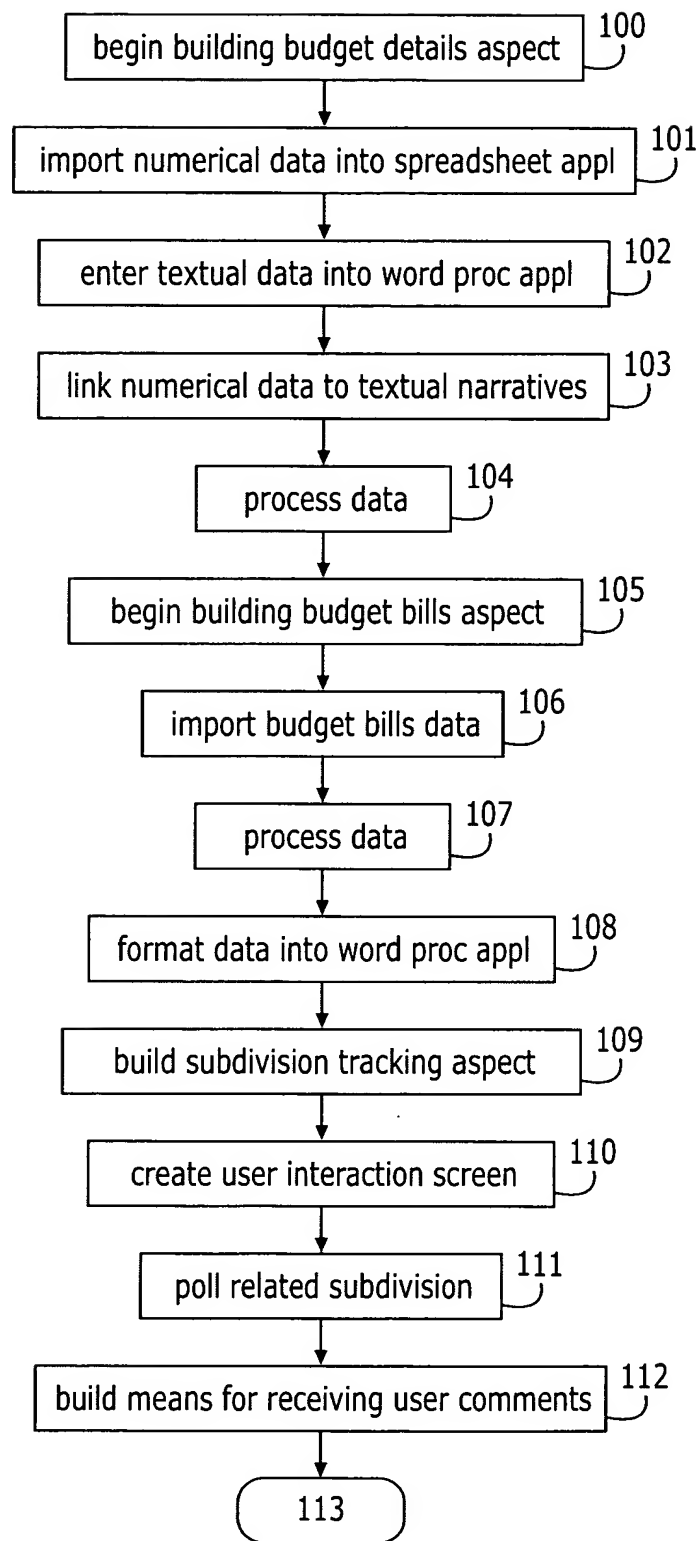 100
begin building budget details aspect
101
import numerical data into spreadsheet appl
102
enter textual data into word proc appl
103
link numerical data to textual narratives
104
process data
105
begin building budget bills aspect
106
import budget bills data
107
process data
108
format data into word proc appl
109
build subdivision tracking aspect
110
create user interaction screen
111
poll related subdivision
112
build means for receiving user comments
113